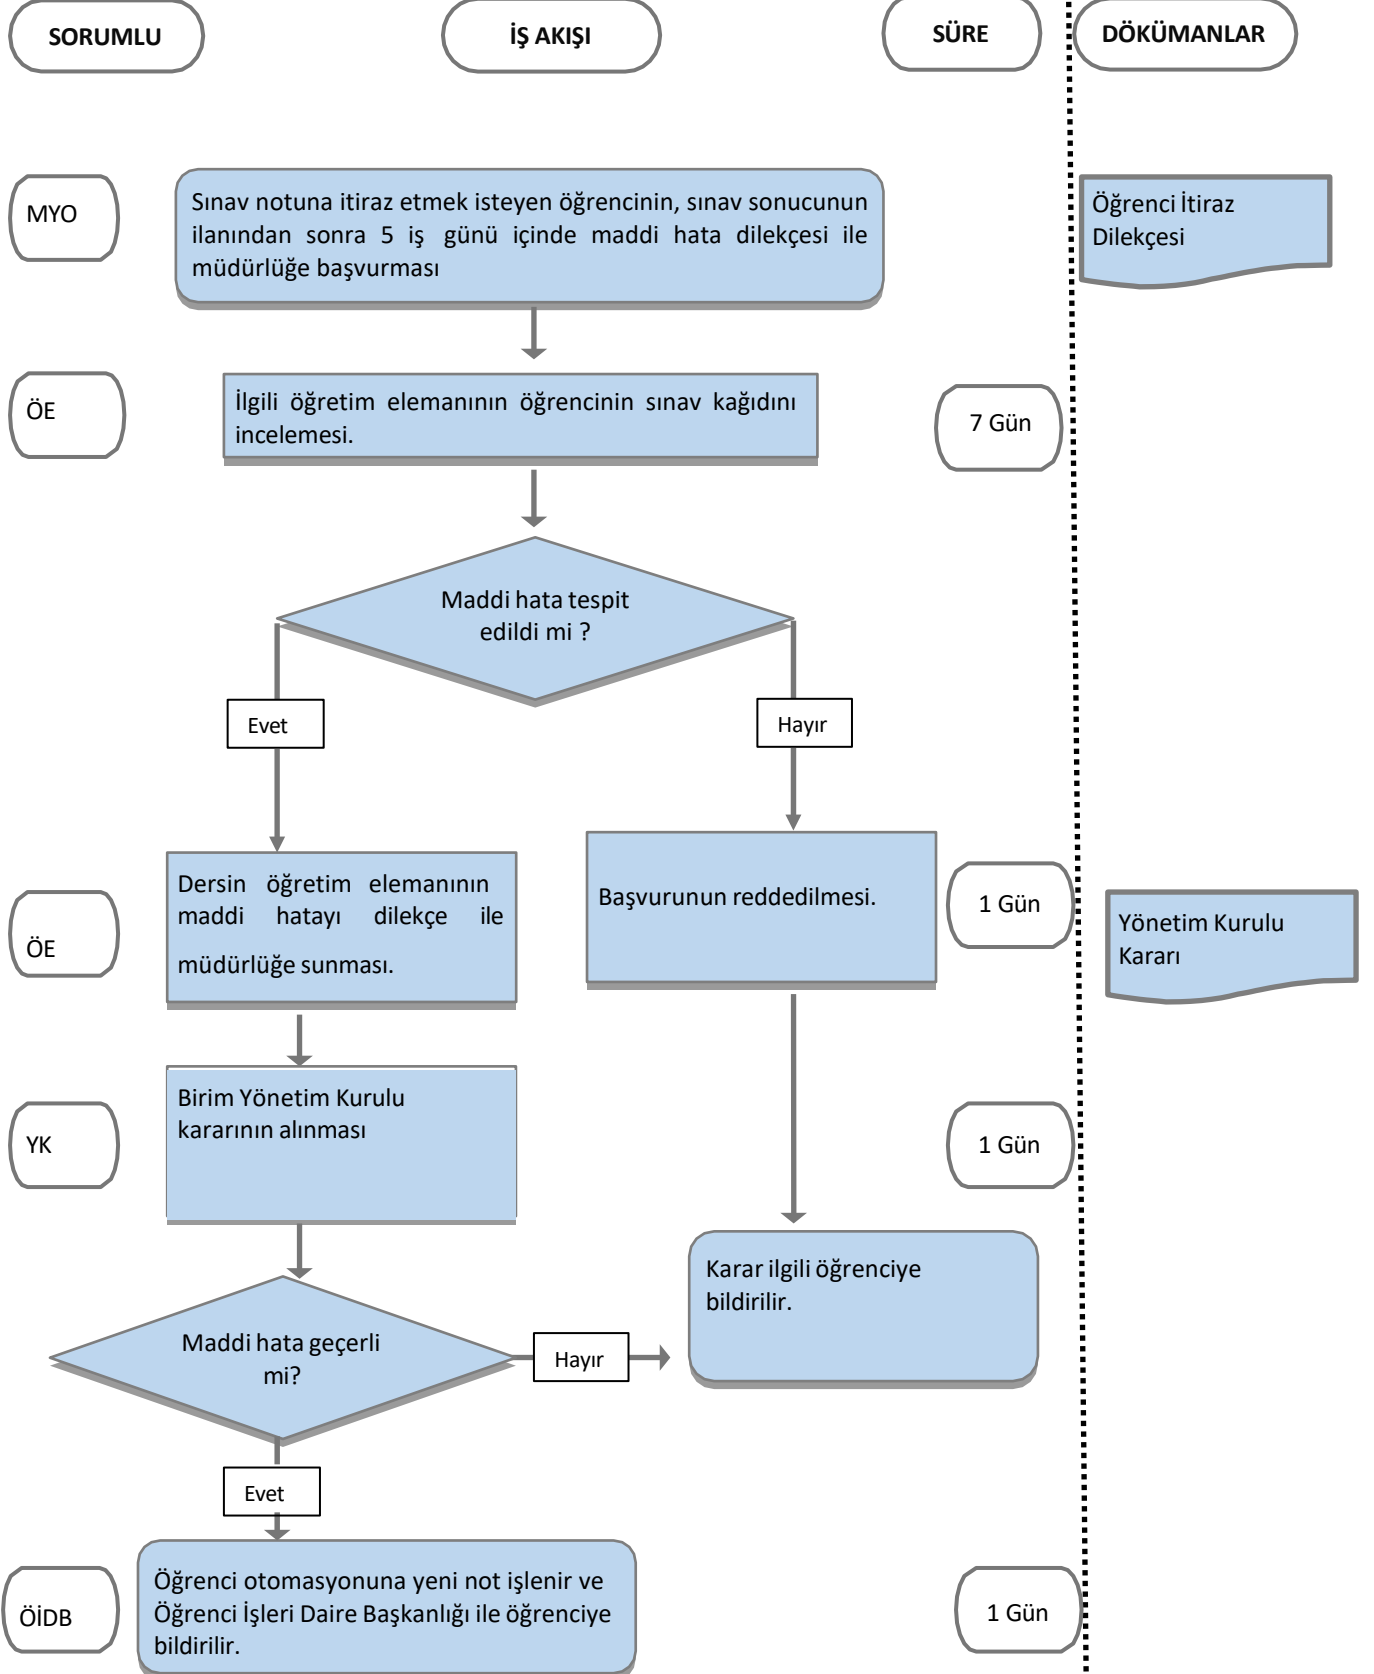 SORUMLU
İŞ AKIŞI
SÜRE
DÖKÜMANLAR
MYO
Sınav notuna itiraz etmek isteyen öğrencinin, sınav sonucunun
ilanından sonra 5 iş günü içinde maddi hata dilekçesi ile
müdürlüğe başvurması
Öğrenci İtiraz
Dilekçesi
ÖE
İlgili öğretim elemanının öğrencinin sınav kağıdını
incelemesi.
7 Gün
Maddi hata tespit
edildi mi ?
Evet
Hayır
ÖE
Dersin öğretim elemanının
maddi hatayı dilekçe ile
müdürlüğe sunması.
Başvurunun reddedilmesi.
1 Gün
Yönetim Kurulu
Kararı
YK
Birim Yönetim Kurulu
kararının alınması
1 Gün
Karar ilgili öğrenciye
bildirilir.
Maddi hata geçerli
mi?
Hayır
Evet
ÖİDB
Öğrenci otomasyonuna yeni not işlenir ve
Öğrenci İşleri Daire Başkanlığı ile öğrenciye
bildirilir.
1 Gün